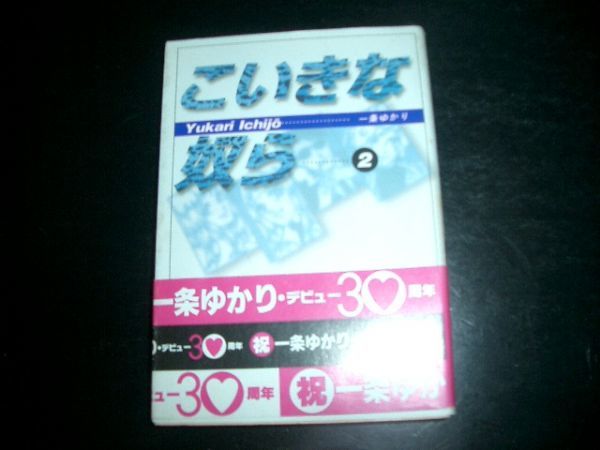 こいきな
Yukari Ichijō 一条ゆかり
奴ら 2
一条ゆかり・デビュー30周年
・デビュー30周年 祝 一条ゆかり
ュー30周年 祝 一条ゆか